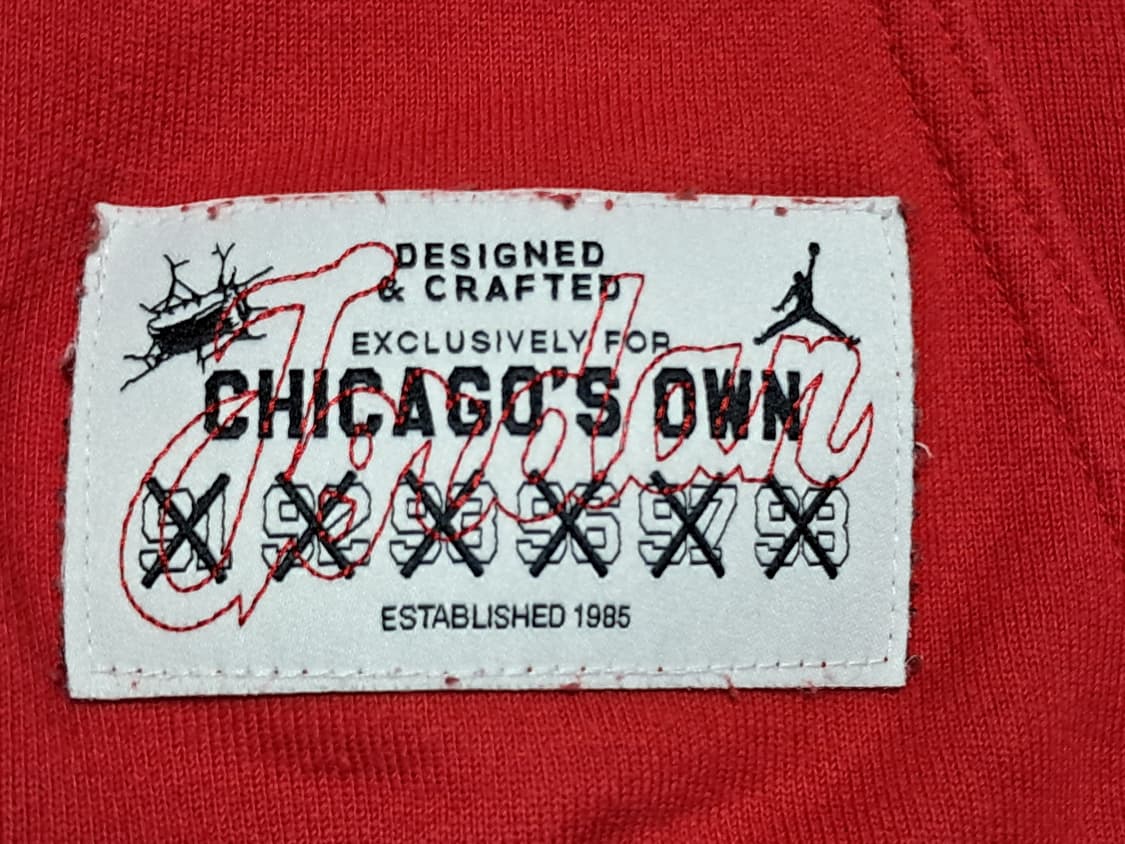 DESIGNED
& CRAFTED
EXCLUSIVELY FOR
CHICAGO'S OWN
Jordan
91 92 93 96 97 98
ESTABLISHED 1985